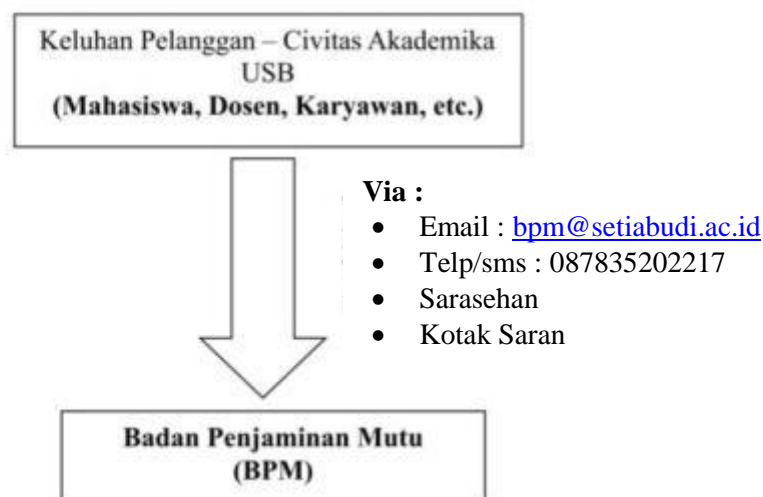 Keluhan Pelanggan – Civitas Akademika
USB
(Mahasiswa, Dosen, Karyawan, etc.)
Via :
• Email : bpm@setiabudi.ac.id
• Telp/sms : 087835202217
• Sarasehan
• Kotak Saran
Badan Penjaminan Mutu
(BPM)